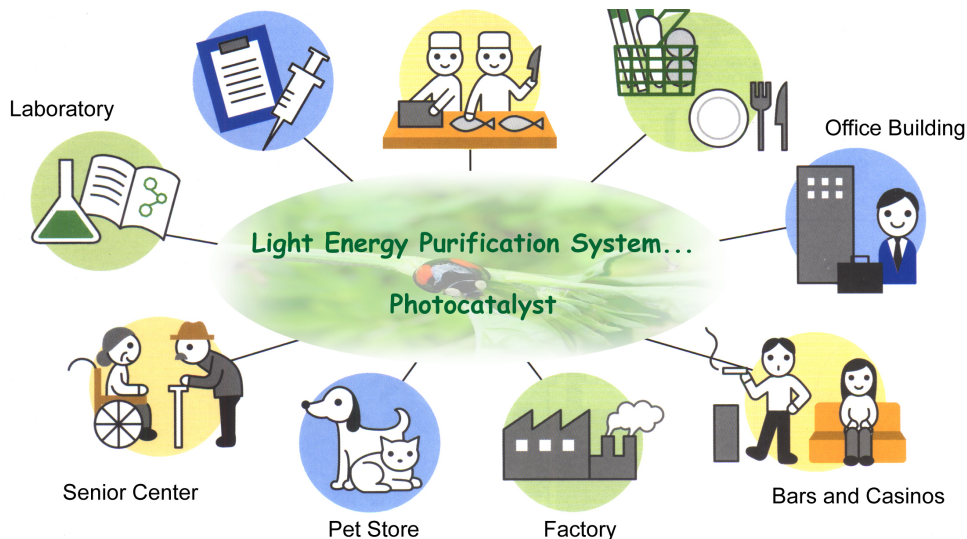 Laboratory
Office Building
Light Energy Purification System...
Photocatalyst
Senior Center
Pet Store
Factory
Bars and Casinos